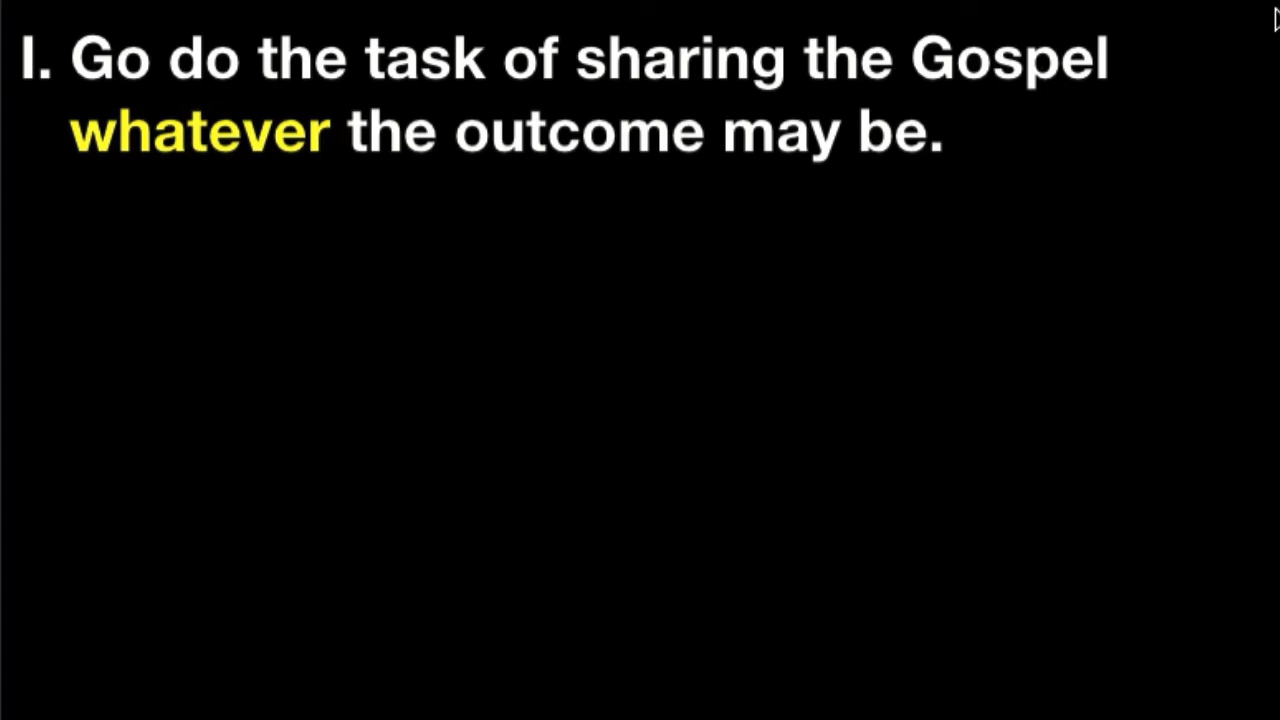 I. Go do the task of sharing the Gospel
whatever the outcome may be.